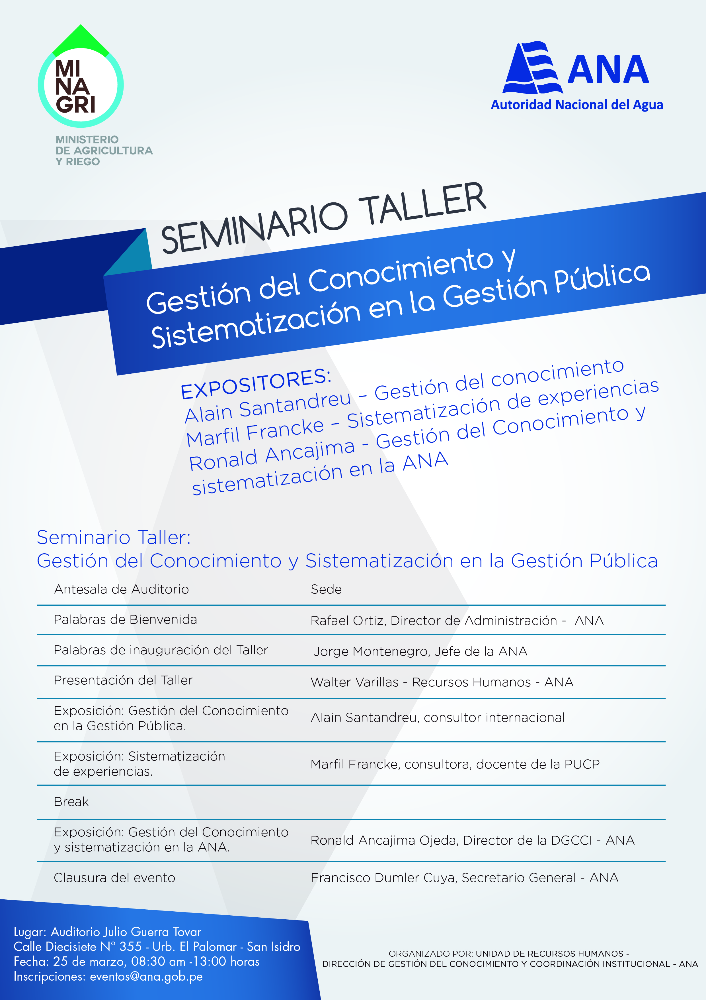 MI
NA
GRI
MINISTERIO
DE AGRICULTURA
Y RIEGO
ANA
Autoridad Nacional del Agua
SEMINARIO TALLER
Gestión del Conocimiento y
Sistematización en la Gestión Pública
EXPOSITORES:
Alain Santandreu – Gestión del conocimiento
Marfil Francke – Sistematización de experiencias
Ronald Ancajima - Gestión del Conocimiento y
sistematización en la ANA
Seminario Taller:
Gestión del Conocimiento y Sistematización en la Gestión Pública
Antesala de Auditorio Sede
Palabras de Bienvenida Rafael Ortiz, Director de Administración - ANA
Palabras de inauguración del Taller Jorge Montenegro, Jefe de la ANA
Presentación del Taller Walter Varillas - Recursos Humanos - ANA
Exposición: Gestión del Conocimiento
en la Gestión Pública.
Alain Santandreu, consultor internacional
Exposición: Sistematización
de experiencias.
Marfil Francke, consultora, docente de la PUCP
Break
Exposición: Gestión del Conocimiento
y sistematización en la ANA.
Ronald Ancajima Ojeda, Director de la DGCCI - ANA
Clausura del evento Francisco Dumler Cuya, Secretario General - ANA
Lugar: Auditorio Julio Guerra Tovar
Calle Diecisiete N° 355 - Urb. El Palomar - San Isidro
Fecha: 25 de marzo, 08:30 am -13:00 horas
Inscripciones: eventos@ana.gob.pe
ORGANIZADO POR: UNIDAD DE RECURSOS HUMANOS -
DIRECCIÓN DE GESTIÓN DEL CONOCIMIENTO Y COORDINACIÓN INSTITUCIONAL - ANA